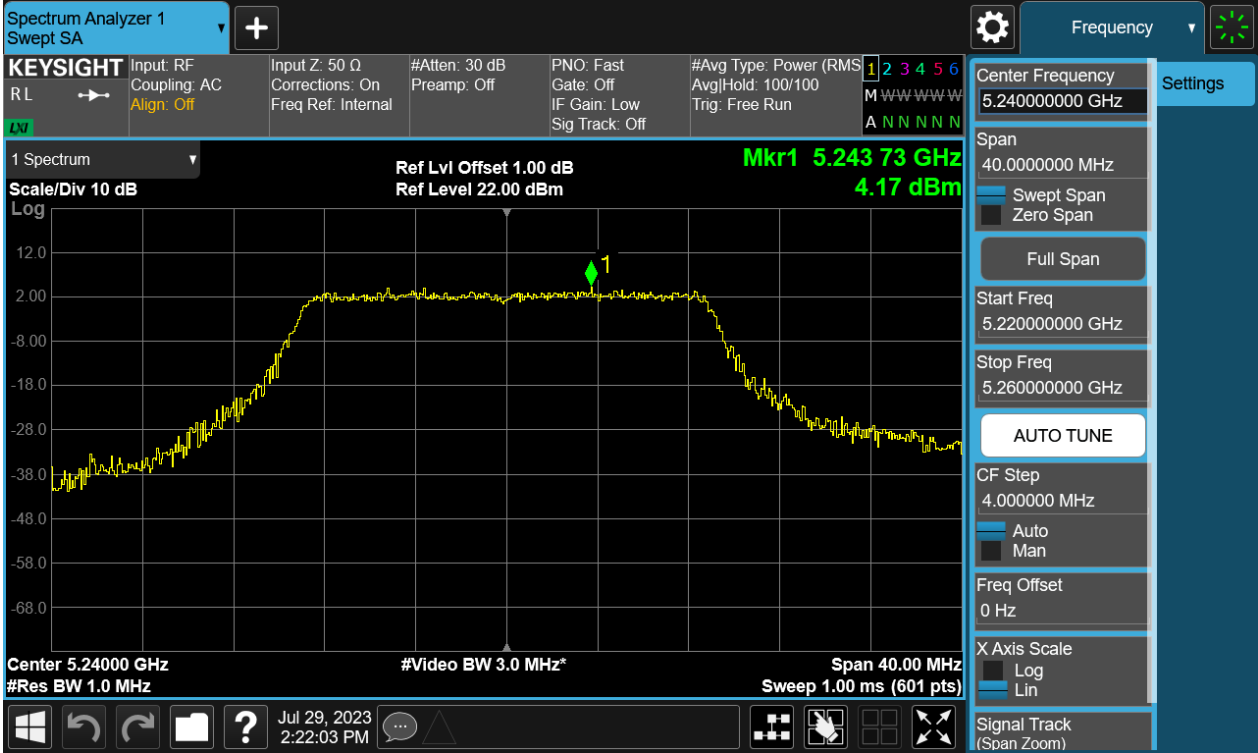 Spectrum Analyzer 1
Swept SA
Frequency
KEYSIGHT
R L
LXI
Input: RF
Coupling: AC
Align: Off
Input Z: 50 Ω
Corrections: On
Freq Ref: Internal
#Atten: 30 dB
Preamp: Off
PNO: Fast
Gate: Off
IF Gain: Low
Sig Track: Off
#Avg Type: Power (RMS
Avg|Hold: 100/100
Trig: Free Run
1 2 3 4 5 6
M W W W W W
A N N N N N
1 Spectrum
Scale/Div 10 dB
Log
Ref Lvl Offset 1.00 dB
Ref Level 22.00 dBm
Mkr1 5.243 73 GHz
4.17 dBm
1
12.0
2.00
-8.00
-18.0
-28.0
-38.0
-48.0
-58.0
-68.0
Center 5.24000 GHz
#Res BW 1.0 MHz
#Video BW 3.0 MHz*
Span 40.00 MHz
Sweep 1.00 ms (601 pts)
?
Jul 29, 2023
2:22:03 PM
Center Frequency
5.240000000 GHz
Span
40.0000000 MHz
Swept Span
Zero Span
Full Span
Start Freq
5.220000000 GHz
Stop Freq
5.260000000 GHz
AUTO TUNE
CF Step
4.000000 MHz
Auto
Man
Freq Offset
0 Hz
X Axis Scale
Log
Lin
Signal Track
(Span Zoom)
Settings